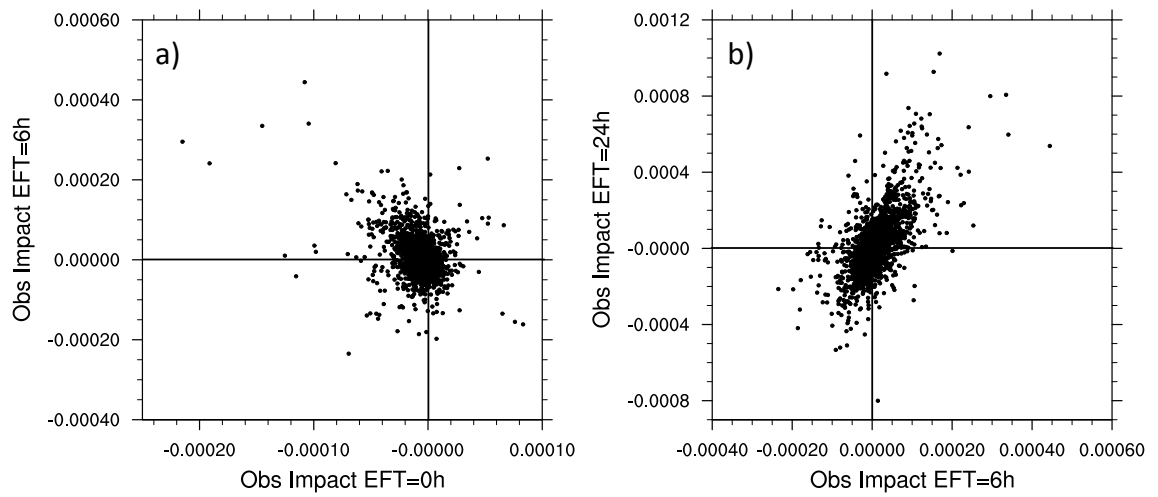 a)
0.00060
0.00040
0.00020
0.00000
-0.00020
-0.00040
Obs Impact EFT=6h
-0.00020 -0.00010 -0.00000 0.00010
Obs Impact EFT=0h
b)
0.0012
0.0008
0.0004
-0.0000
-0.0004
-0.0008
Obs Impact EFT=24h
-0.00040 -0.00020 0.00000 0.00020 0.00040 0.00060
Obs Impact EFT=6h